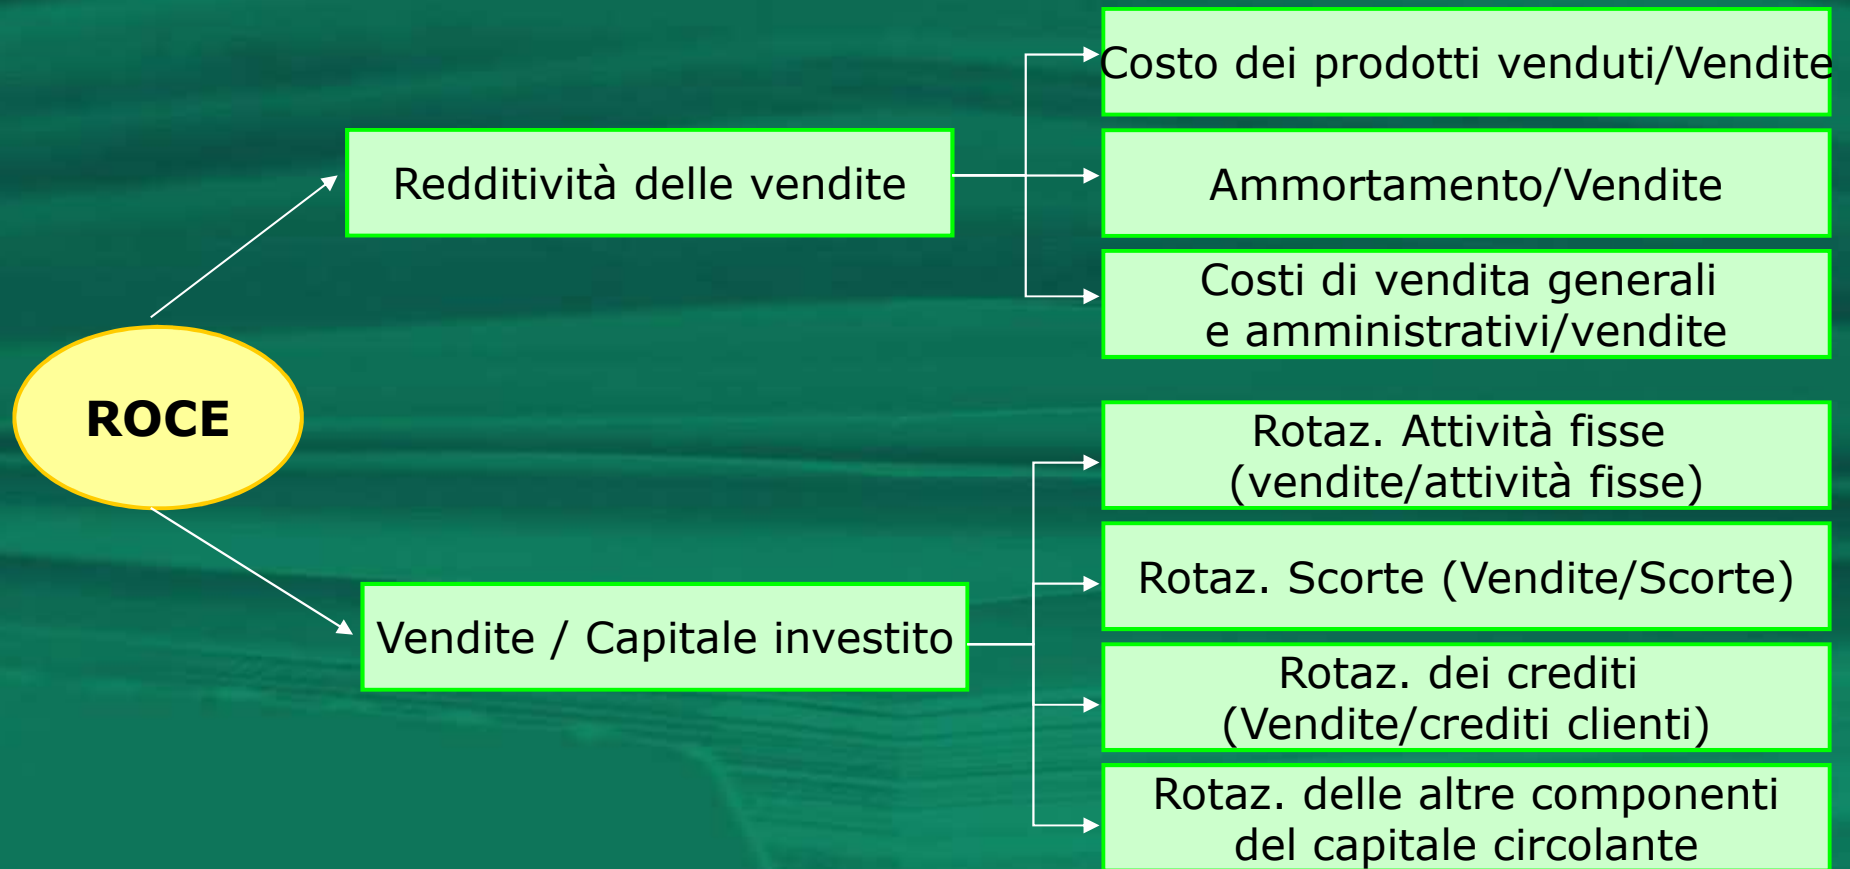 Costo dei prodotti venduti/Vendite
Redditività delle vendite
Ammortamento/Vendite
Costi di vendita generali
e amministrativi/vendite
ROCE
Rotaz. Attività fisse
(vendite/attività fisse)
Rotaz. Scorte (Vendite/Scorte)
Vendite / Capitale investito
Rotaz. dei crediti
(Vendite/crediti clienti)
Rotaz. delle altre componenti
del capitale circolante